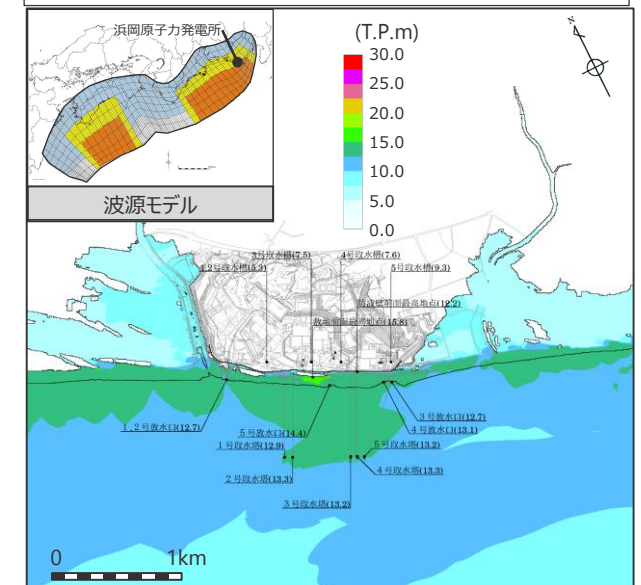 浜岡原子力発電所
波源モデル
(T.P.m)
30.0
25.0
20.0
15.0
10.0
5.0
0.0
N
3号取水槽(7.5)
4号取水槽(7.6)
1,2号取水槽(5.3)
5号取水槽(9.3)
防波壁前面最高地点(12.2)
敷地前面最高地点(15.8)
1,2号放水口(12.7)
3号放水口(12.7)
4号放水口(13.1)
5号放水口(14.4)
1号取水塔(12.9)
5号取水塔(13.2)
2号取水塔(13.3)
4号取水塔(13.3)
3号取水塔(13.2)
0
1km